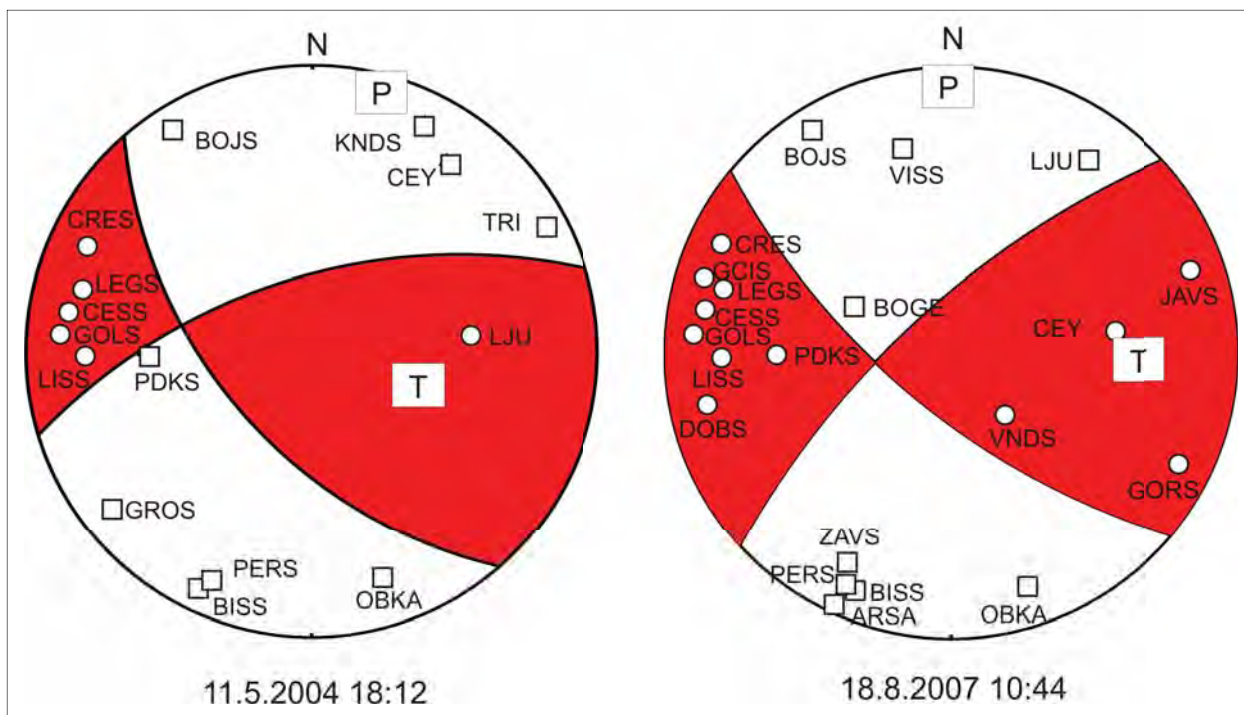 N
P
BOJS
KNDS
CEY
TRI
CRES
LEGS
CESS
GOLS
LISS
PDKS
LJU
T
GROS
PERS
BISS
OBKA
11.5.2004 18:12
N
P
BOJS
VISS
LJU
CRES
GCIS
LEGS
CESS
GOLS
LISS
PDKS
DOBS
BOGE
JAVS
CEY
T
VNDS
GORS
ZAVS
PERS
BISS
ARSA
OBKA
18.8.2007 10:44